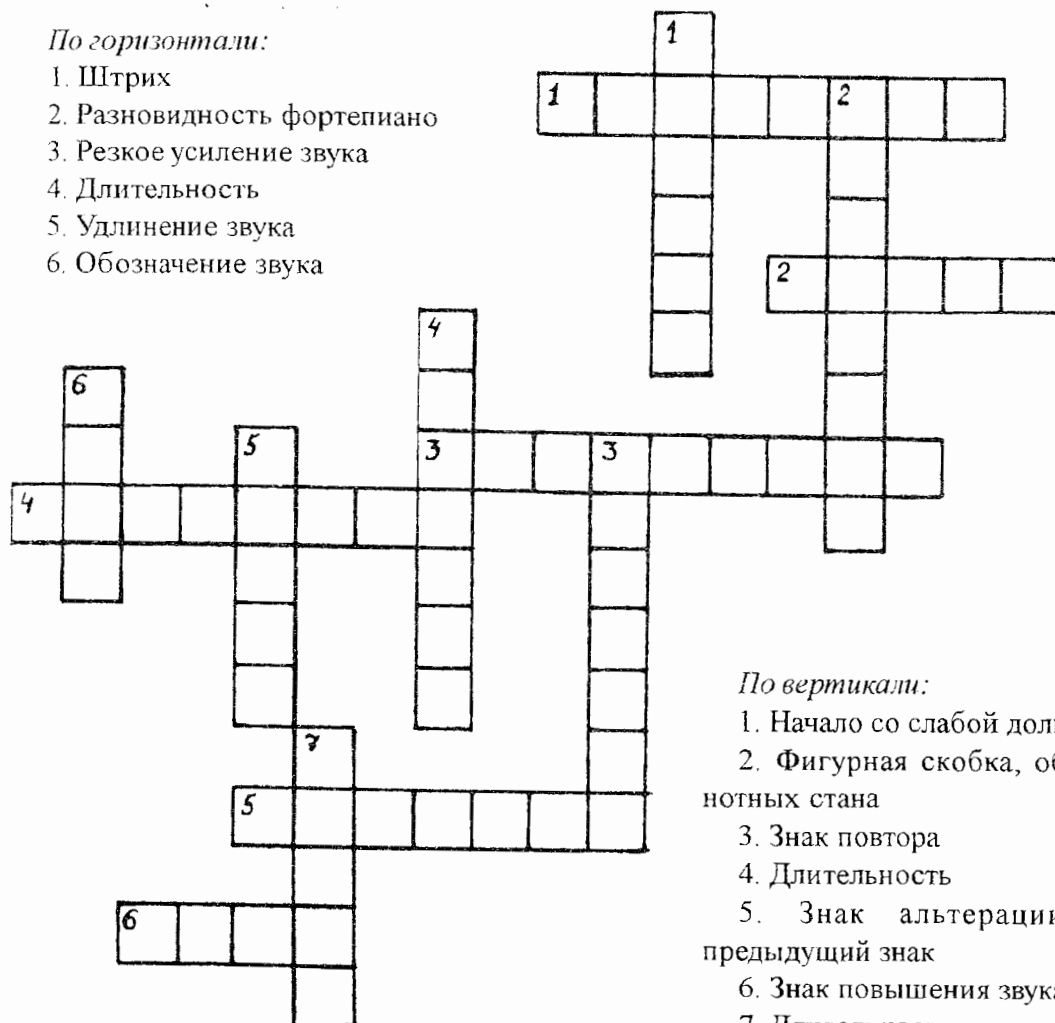 По горизонтали:
1. Штрих
2. Разновидность фортепиано
3. Резкое усиление звука
4. Длительность
5. Удлинение звука
6. Обозначение звука
1
1 2
2
4
6
5 3 3
4
7
5
6
По вертикали:
1. Начало со слабой дол
2. Фигурная скобка, об
нотных стана
3. Знак повтора
4. Длительность
5. Знак альтерации
предыдущий знак
6. Знак повышения звука
7.